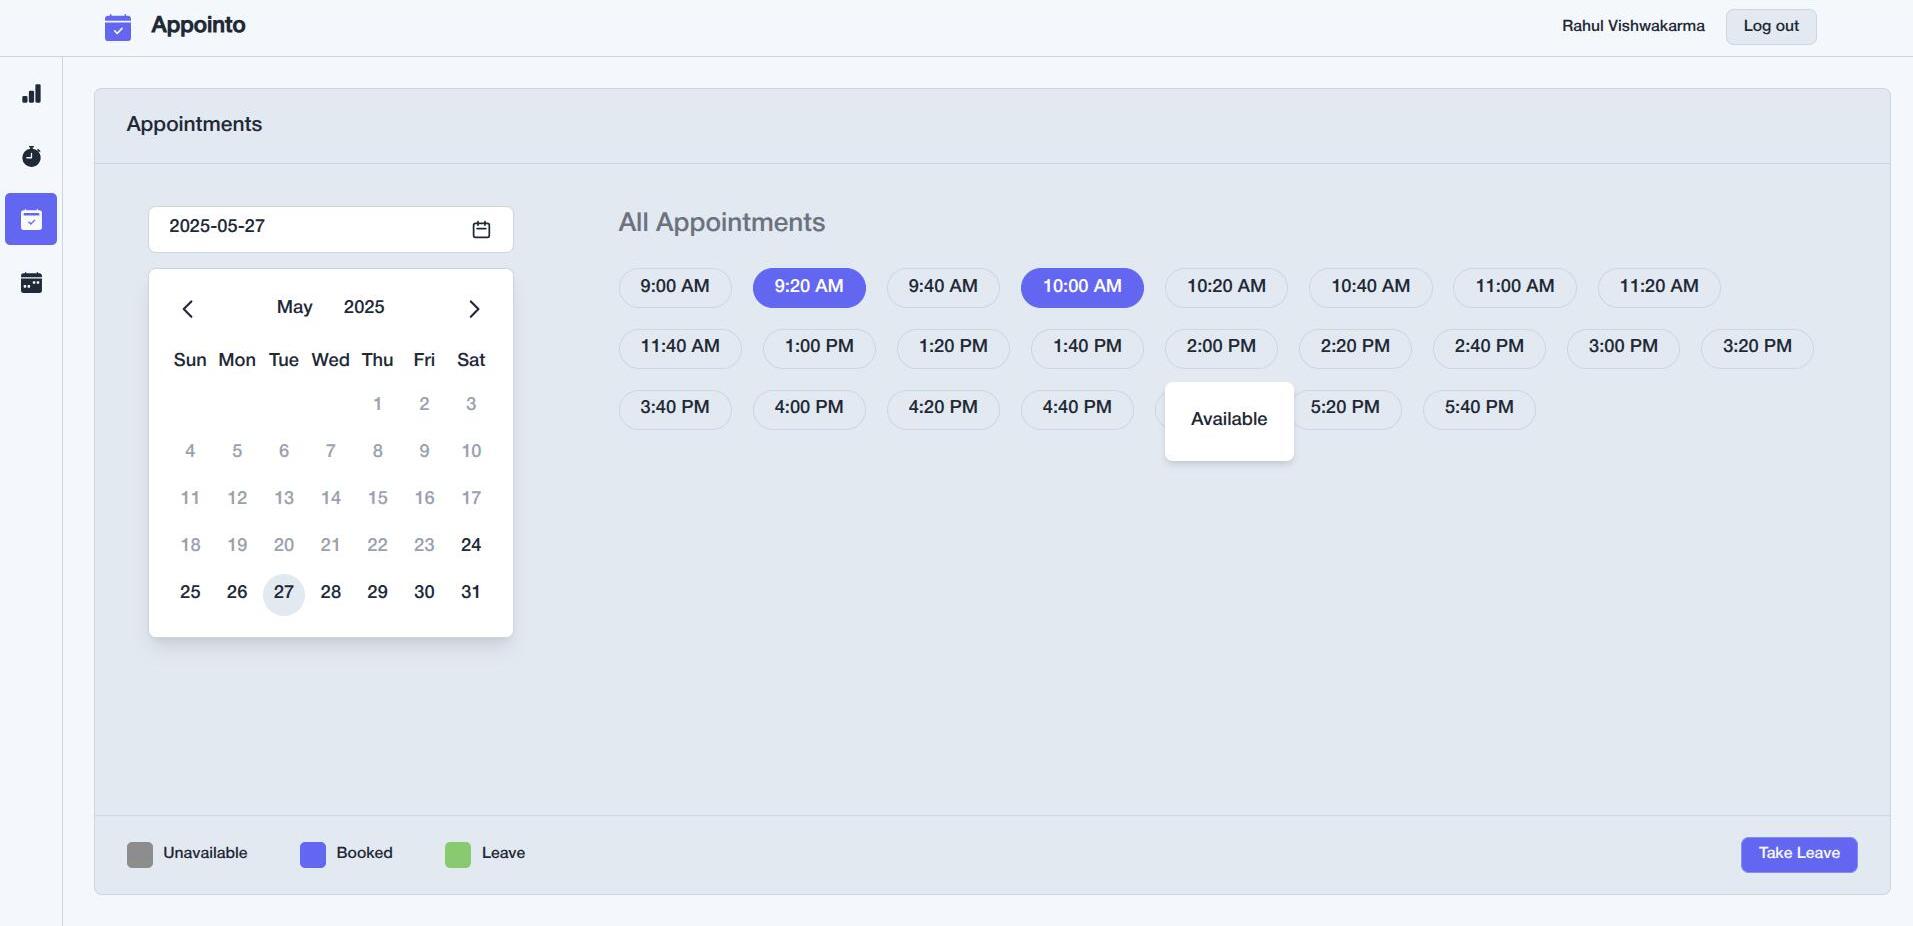 Appointo
Rahul Vishwakarma Log out
Appointments
2025-05-27
May 2025
Sun Mon Tue Wed Thu Fri Sat
1 2 3
4 5 6 7 8 9 10
11 12 13 14 15 16 17
18 19 20 21 22 23 24
25 26 27 28 29 30 31
All Appointments
9:00 AM 9:20 AM 9:40 AM 10:00 AM 10:20 AM 10:40 AM 11:00 AM 11:20 AM
11:40 AM 1:00 PM 1:20 PM 1:40 PM 2:00 PM 2:20 PM 2:40 PM 3:00 PM 3:20 PM
3:40 PM 4:00 PM 4:20 PM 4:40 PM Available 5:20 PM 5:40 PM
Unavailable Booked Leave
Take Leave